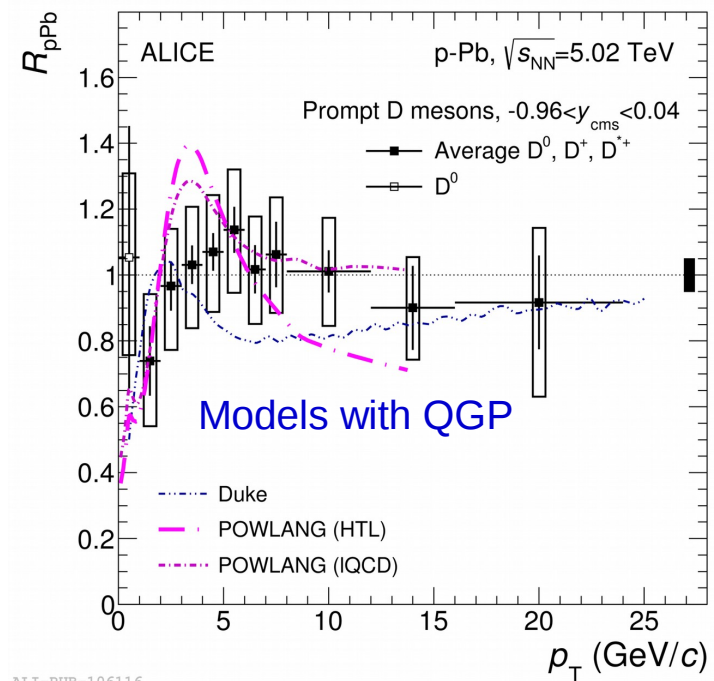 R_pPb
ALICE p-Pb, √s_NN=5.02 TeV
Prompt D mesons, -0.96<y_cms<0.04
Average D⁰, D⁺, D*⁺
D⁰
1.6
1.4
1.2
1
0.8
0.6
0.4
0.2
0
Models with QGP
Duke
POWLANG (HTL)
POWLANG (lQCD)
0 5 10 15 20 25
p_T (GeV/c)